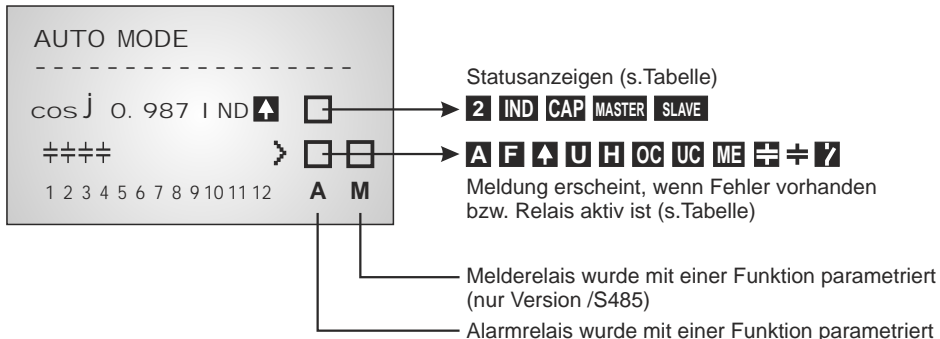 AUTO MODE
--------------------
cos j 0.987 IND
1 2 3 4 5 6 7 8 9 10 11 12 A M
Statusanzeigen (s.Tabelle)
2 IND CAP MASTER SLAVE
A F U H OC UC ME
Meldung erscheint, wenn Fehler vorhanden
bzw. Relais aktiv ist (s.Tabelle)
Melderelais wurde mit einer Funktion parametriert
(nur Version /S485)
Alarmrelais wurde mit einer Funktion parametriert